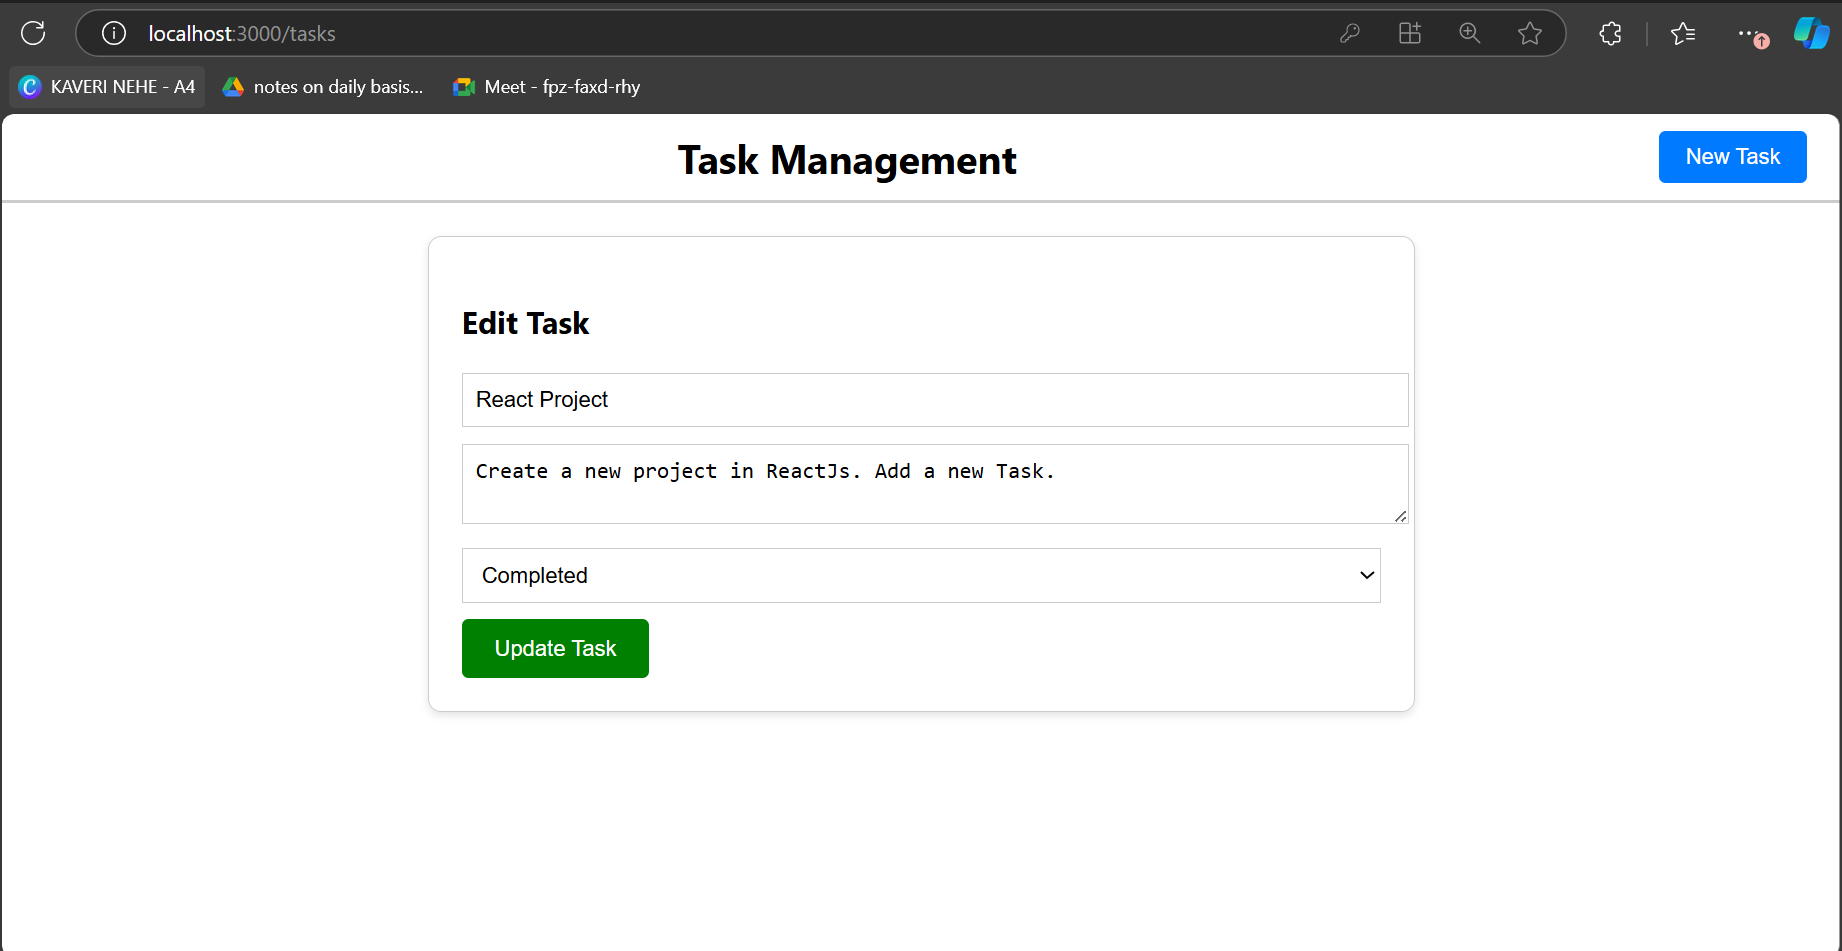 localhost:3000/tasks
KAVERI NEHE - A4
notes on daily basis...
Meet - fpz-faxd-rhy
Task Management
New Task
Edit Task
React Project
Create a new project in ReactJs. Add a new Task.
Completed
Update Task